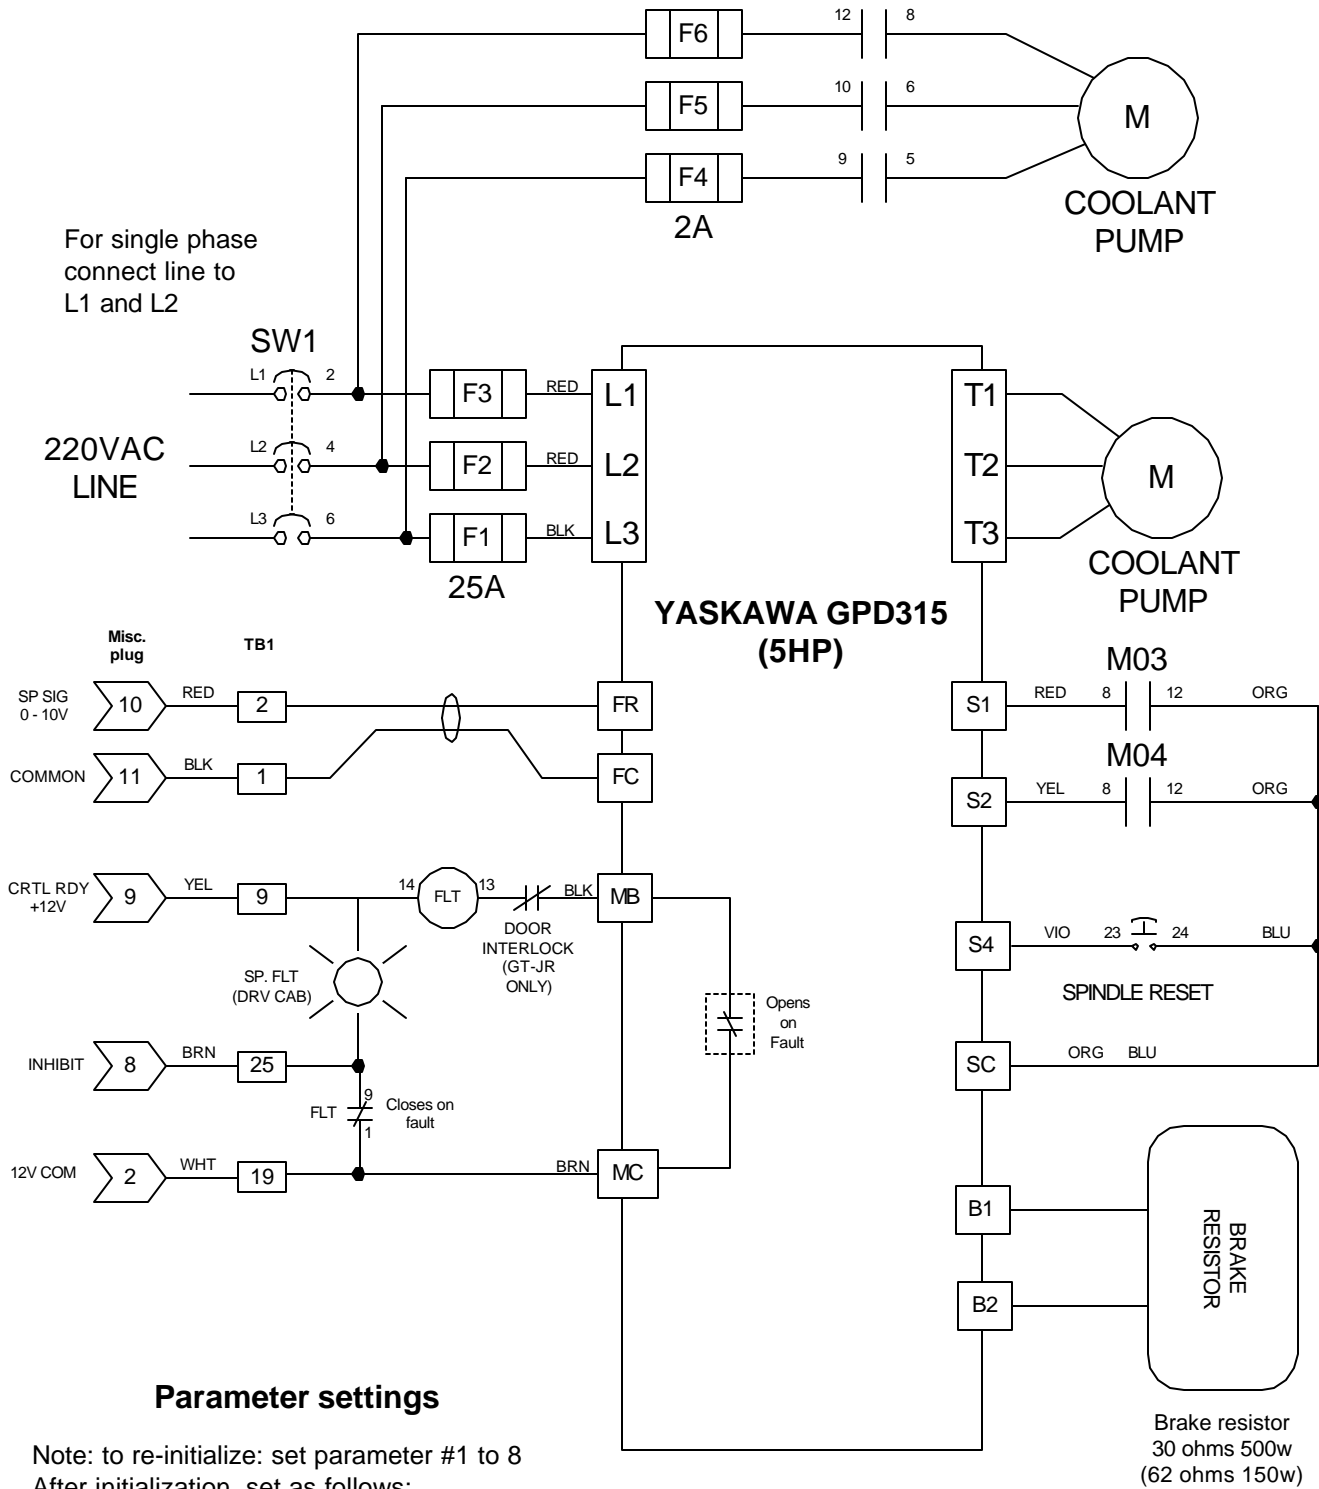 12 8
F6
10 6
F5
M
9 5
F4
2A
COOLANT
PUMP
For single phase
connect line to
L1 and L2
SW1
L1 2
F3 RED L1 T1
220VAC
LINE
L2 4
F2 RED L2 T2
M
L3 6
F1 BLK L3 T3
25A
COOLANT
PUMP
YASKAWA GPD315
(5HP)
Misc.
plug
TB1
M03
SP SIG
0 - 10V
10 RED 2 FR
S1 RED 8 12 ORG
M04
COMMON 11 BLK 1 FC
S2 YEL 8 12 ORG
CRTL RDY
+12V
9 YEL 9 14 FLT 13 BLK MB
DOOR
INTERLOCK
(GT-JR
ONLY)
S4 VIO 23 24 BLU
SPINDLE RESET
SP. FLT
(DRV CAB)
Opens
on
Fault
INHIBIT 8 BRN 25
SC ORG BLU
FLT 9
1
Closes on
fault
12V COM 2 WHT 19 BRN MC
B1
B2
BRAKE
RESISTOR
Parameter settings
Note: to re-initialize: set parameter #1 to 8
After initialization, set as follows:
Brake resistor
30 ohms 500w
(62 ohms 150w)